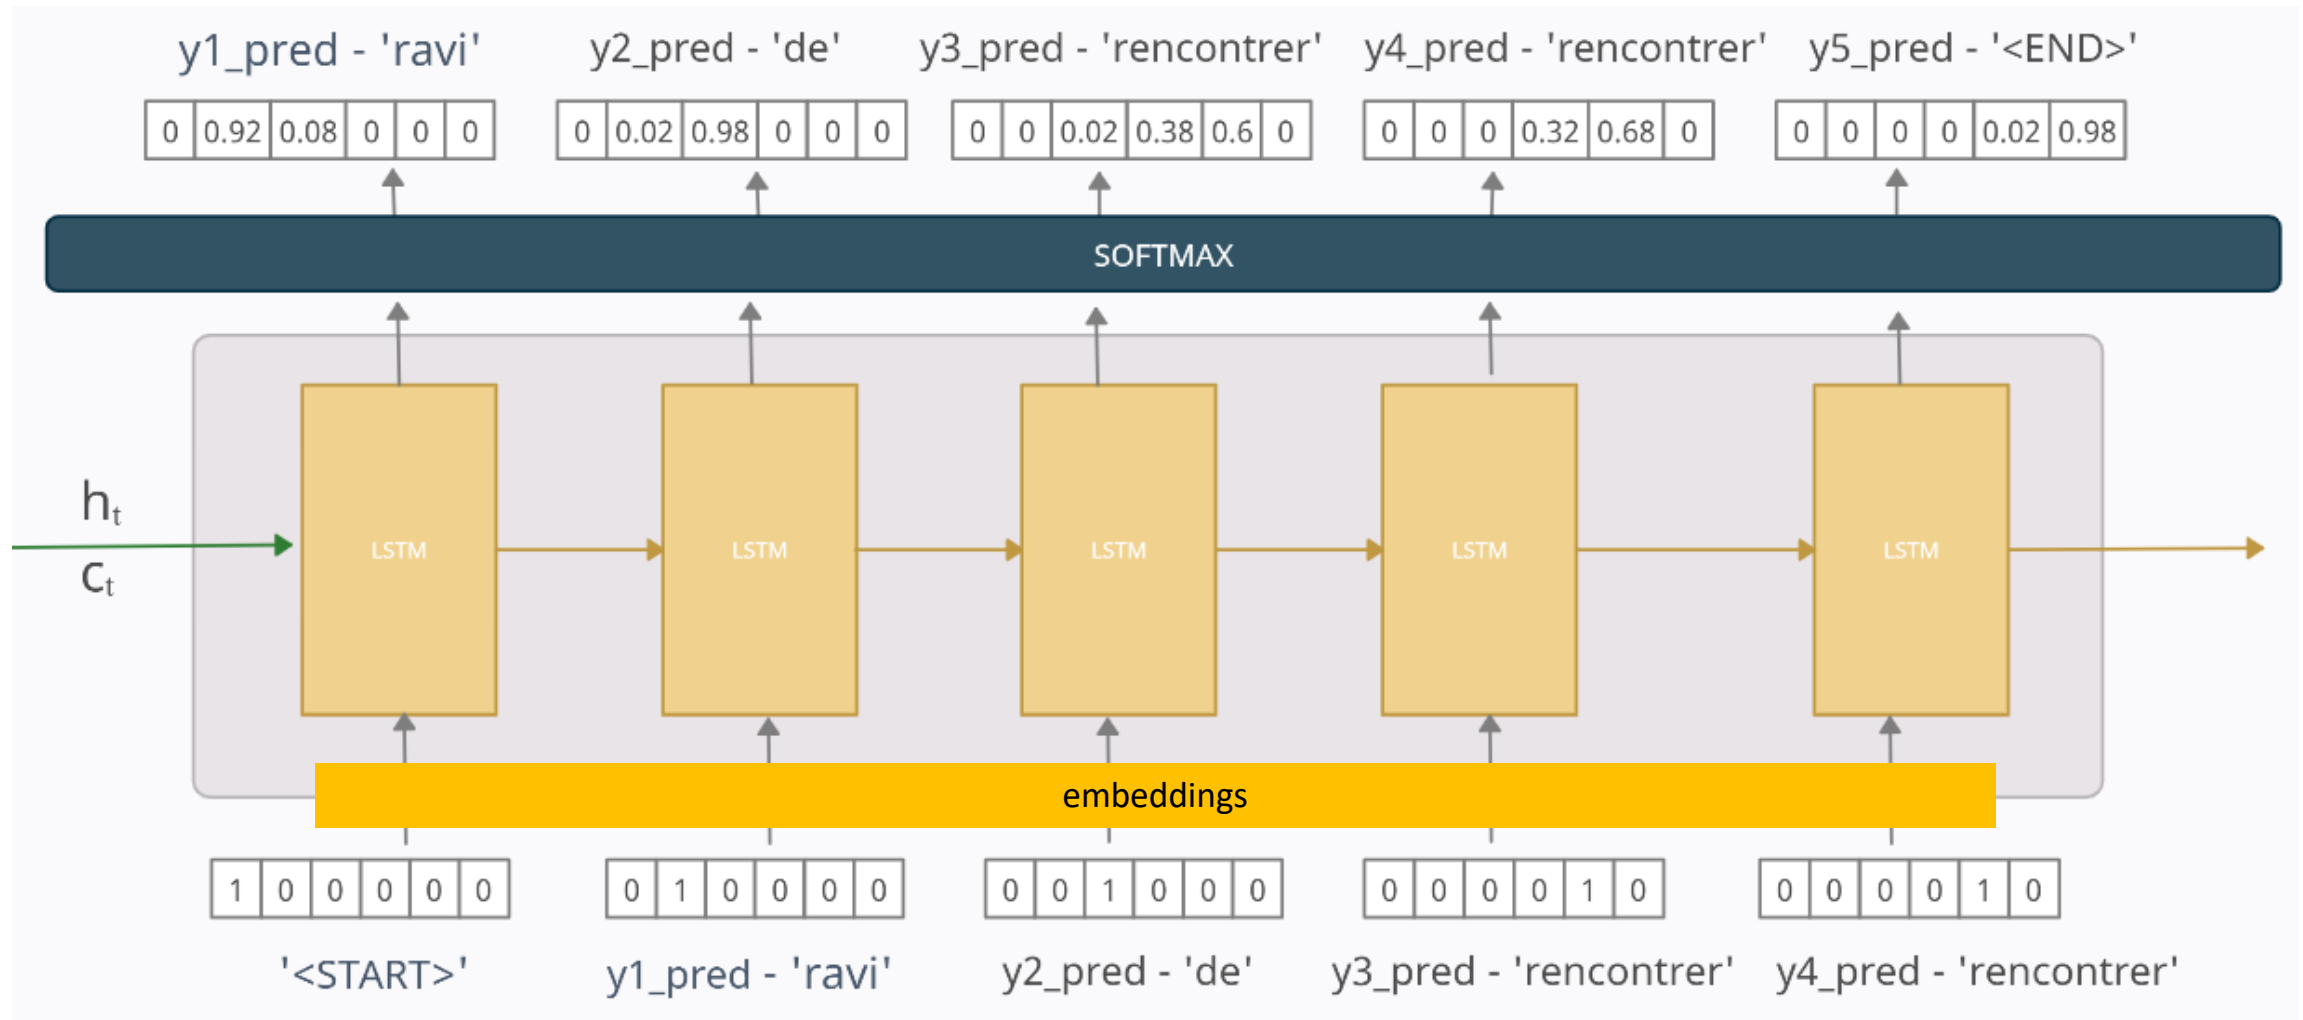 y1_pred - 'ravi' y2_pred - 'de' y3_pred - 'rencontrer' y4_pred - 'rencontrer' y5_pred - '<END>'
0 0.92 0.08 0 0 0 0 0.02 0.98 0 0 0 0 0 0.02 0.38 0.6 0 0 0 0 0.32 0.68 0 0 0 0 0 0.02 0.98
SOFTMAX
hₜ
LSTM LSTM LSTM LSTM LSTM
cₜ
embeddings
1 0 0 0 0 0 0 1 0 0 0 0 0 0 1 0 0 0 0 0 0 0 1 0 0 0 0 0 1 0
'<START>' y1_pred - 'ravi' y2_pred - 'de' y3_pred - 'rencontrer' y4_pred - 'rencontrer'